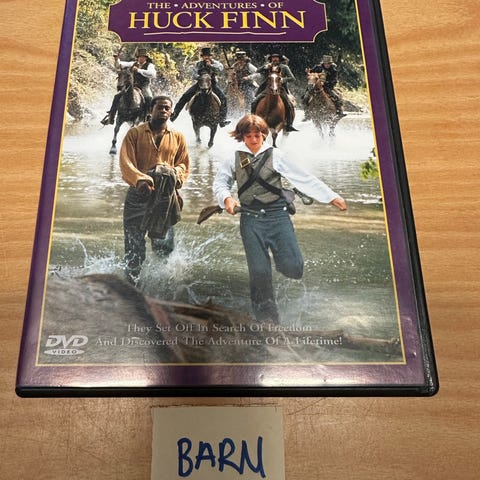 THE • ADVENTURES • OF
HUCK FINN
They Set Off In Search Of Freedom
And Discovered The Adventure Of A Lifetime!
DVD
VIDEO
BARN